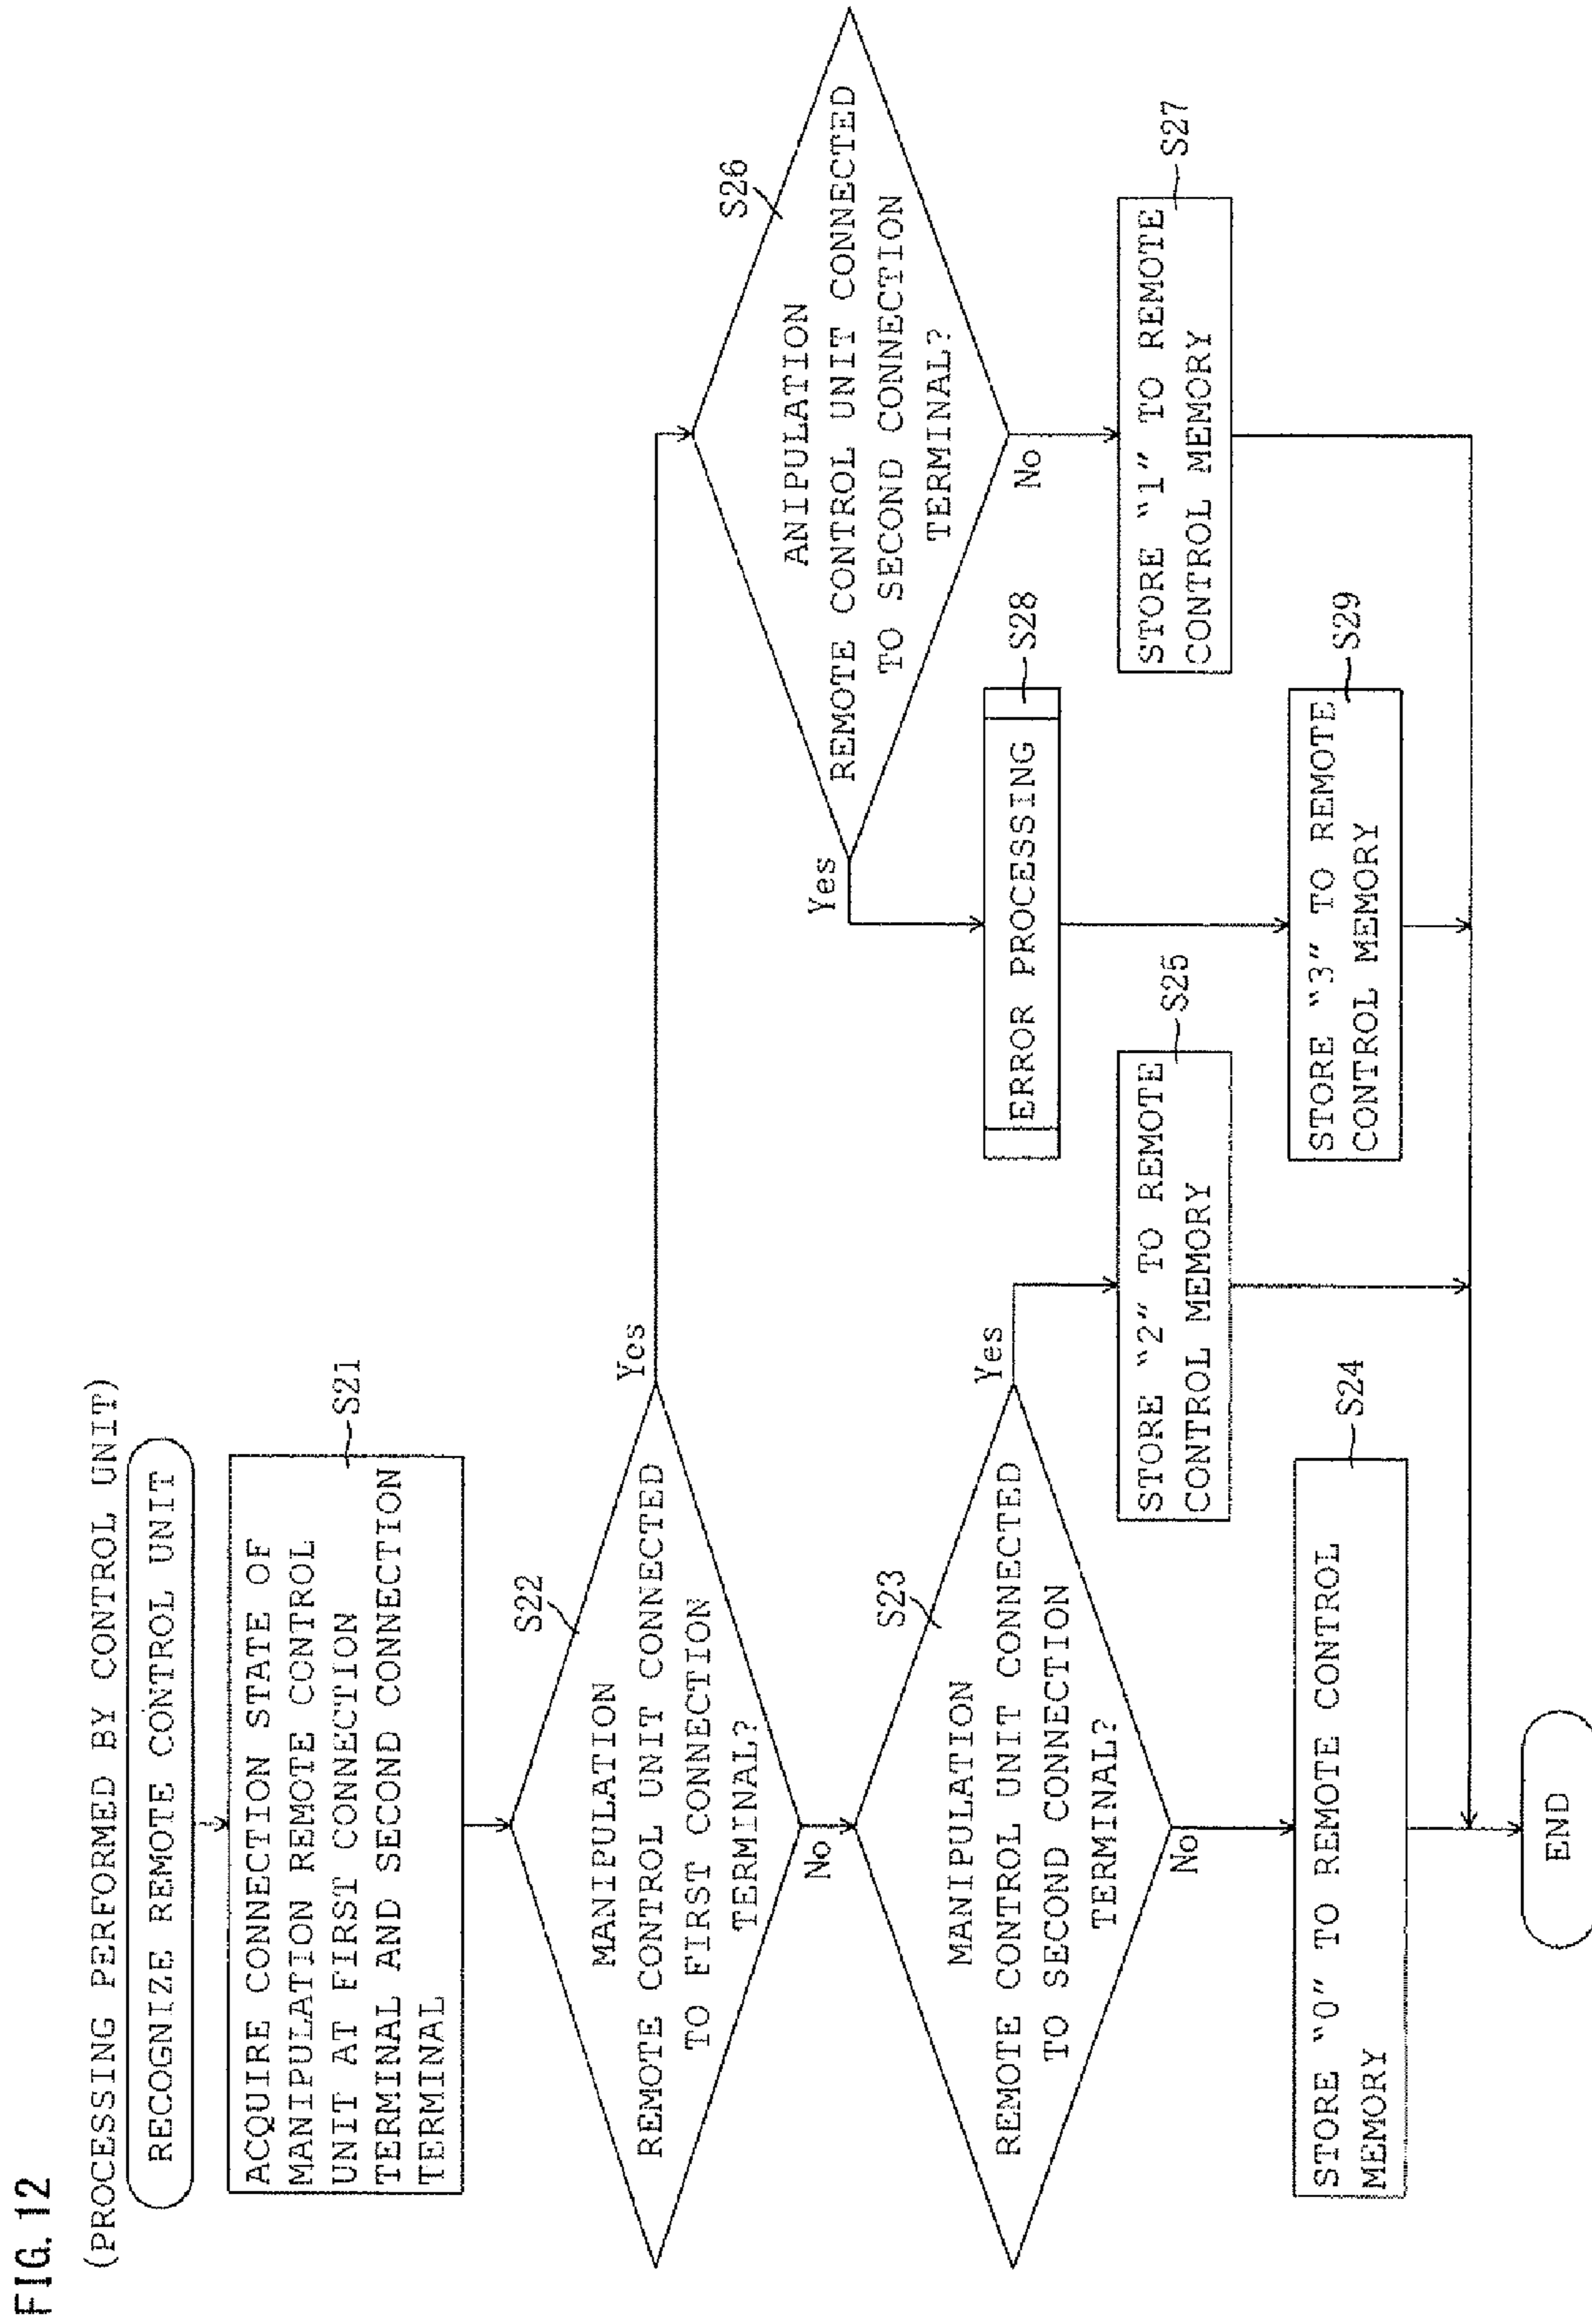 FIG. 12
(PROCESSING PERFORMED BY CONTROL UNIT)
RECOGNIZE REMOTE CONTROL UNIT
S21
ACQUIRE CONNECTION STATE OF
MANIPULATION REMOTE CONTROL
UNIT AT FIRST CONNECTION
TERMINAL AND SECOND CONNECTION
TERMINAL
S22
MANIPULATION
REMOTE CONTROL UNIT CONNECTED
TO FIRST CONNECTION
TERMINAL?
Yes
No
S23
MANIPULATION
REMOTE CONTROL UNIT CONNECTED
TO SECOND CONNECTION
TERMINAL?
Yes
No
S24
STORE "0" TO REMOTE CONTROL
MEMORY
S25
STORE "2" TO REMOTE
CONTROL MEMORY
S26
ANIPULATION
REMOTE CONTROL UNIT CONNECTED
TO SECOND CONNECTION
TERMINAL?
Yes
No
S28
ERROR PROCESSING
S27
STORE "1" TO REMOTE
CONTROL MEMORY
S29
STORE "3" TO REMOTE
CONTROL MEMORY
END